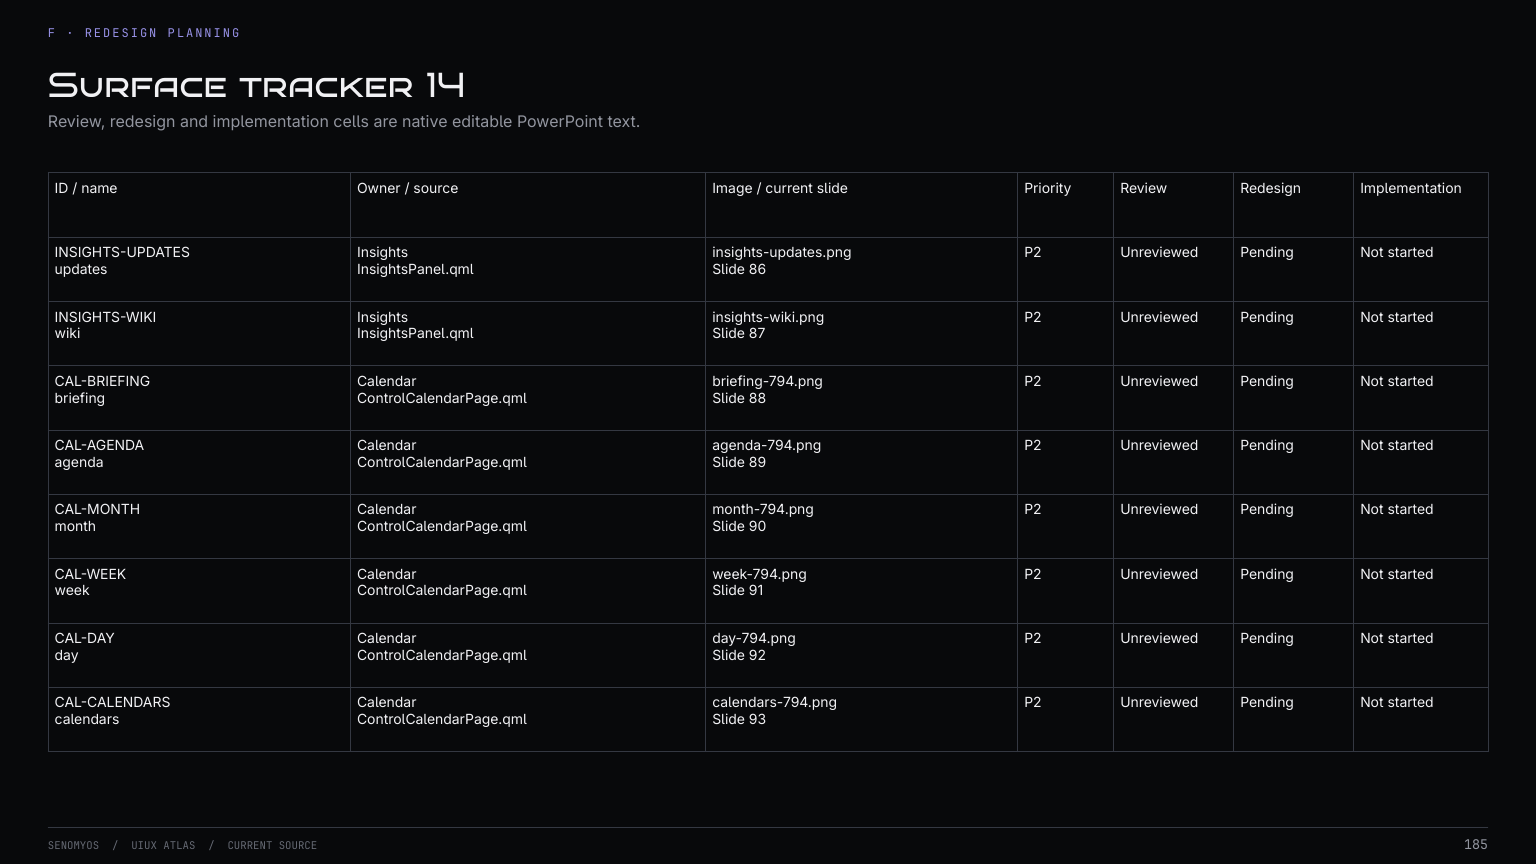 F · REDESIGN PLANNING
Surface tracker 14
Review, redesign and implementation cells are native editable PowerPoint text.
ID / name Owner / source Image / current slide Priority Review Redesign Implementation
INSIGHTS-UPDATES Insights insights-updates.png P2 Unreviewed Pending Not started
updates InsightsPanel.qml Slide 86
INSIGHTS-WIKI Insights insights-wiki.png P2 Unreviewed Pending Not started
wiki InsightsPanel.qml Slide 87
CAL-BRIEFING Calendar briefing-794.png P2 Unreviewed Pending Not started
briefing ControlCalendarPage.qml Slide 88
CAL-AGENDA Calendar agenda-794.png P2 Unreviewed Pending Not started
agenda ControlCalendarPage.qml Slide 89
CAL-MONTH Calendar month-794.png P2 Unreviewed Pending Not started
month ControlCalendarPage.qml Slide 90
CAL-WEEK Calendar week-794.png P2 Unreviewed Pending Not started
week ControlCalendarPage.qml Slide 91
CAL-DAY Calendar day-794.png P2 Unreviewed Pending Not started
day ControlCalendarPage.qml Slide 92
CAL-CALENDARS Calendar calendars-794.png P2 Unreviewed Pending Not started
calendars ControlCalendarPage.qml Slide 93
SENOMYOS / UIUX ATLAS / CURRENT SOURCE 185